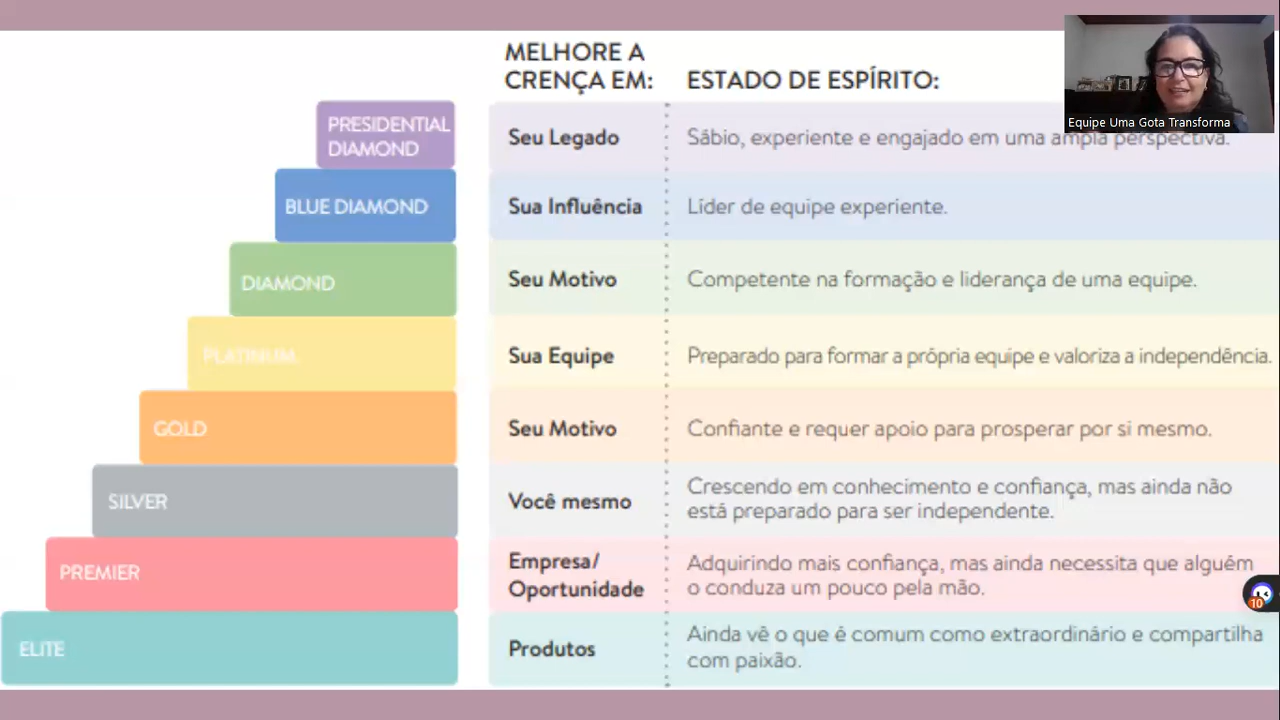 MELHORE A
CRENÇA EM:
ESTADO DE ESPÍRITO:
Equipe Uma Gota Transforma
PRESIDENTIAL
DIAMOND
Seu Legado
Sábio, experiente e engajado em uma ampla perspectiva.
BLUE DIAMOND
Sua Influência
Líder de equipe experiente.
DIAMOND
Seu Motivo
Competente na formação e liderança de uma equipe.
PLATINUM
Sua Equipe
Preparado para formar a própria equipe e valoriza a independência.
GOLD
Seu Motivo
Confiante e requer apoio para prosperar por si mesmo.
SILVER
Você mesmo
Crescendo em conhecimento e confiança, mas ainda não
está preparado para ser independente.
PREMIER
Empresa/
Oportunidade
Adquirindo mais confiança, mas ainda necessita que alguém
o conduza um pouco pela mão.
10
ELITE
Produtos
Ainda vê o que é comum como extraordinário e compartilha
com paixão.